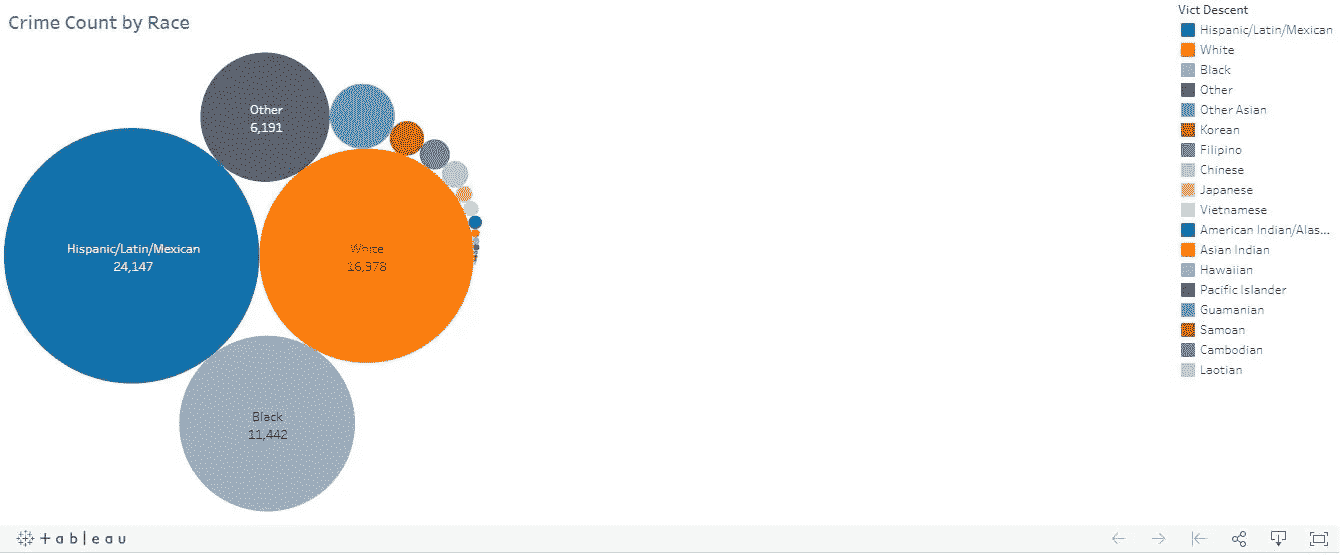 Crime Count by Race
Other
6,191
Hispanic/Latin/Mexican
24,147
White
16,978
Black
11,442
Vict Descent
Hispanic/Latin/Mexican
White
Black
Other
Other Asian
Korean
Filipino
Chinese
Japanese
Vietnamese
American Indian/Alas...
Asian Indian
Hawaiian
Pacific Islander
Guamanian
Samoan
Cambodian
Laotian
+ableau